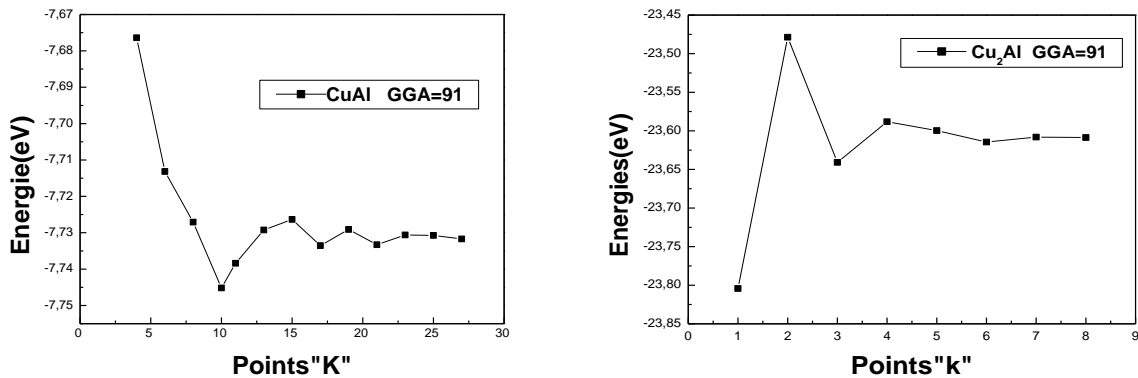 -7,67
-7,68
-7,69
-7,70
-7,71
-7,72
-7,73
-7,74
-7,75
Energie(eV)
CuAl GGA=91
0 5 10 15 20 25 30
Points"K"
-23,45
-23,50
-23,55
-23,60
-23,65
-23,70
-23,75
-23,80
-23,85
Energies(eV)
Cu₂Al GGA=91
0 1 2 3 4 5 6 7 8 9
Points"k"